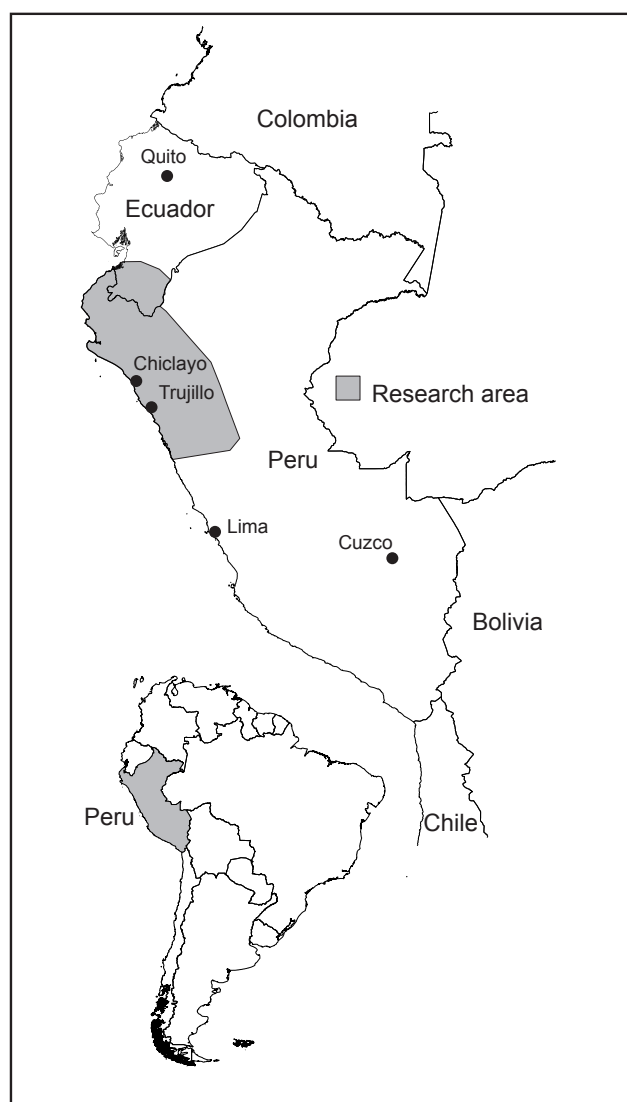 Colombia
Quito
Ecuador
Chiclayo
Trujillo
Research area
Peru
Lima
Cuzco
Bolivia
Peru
Chile